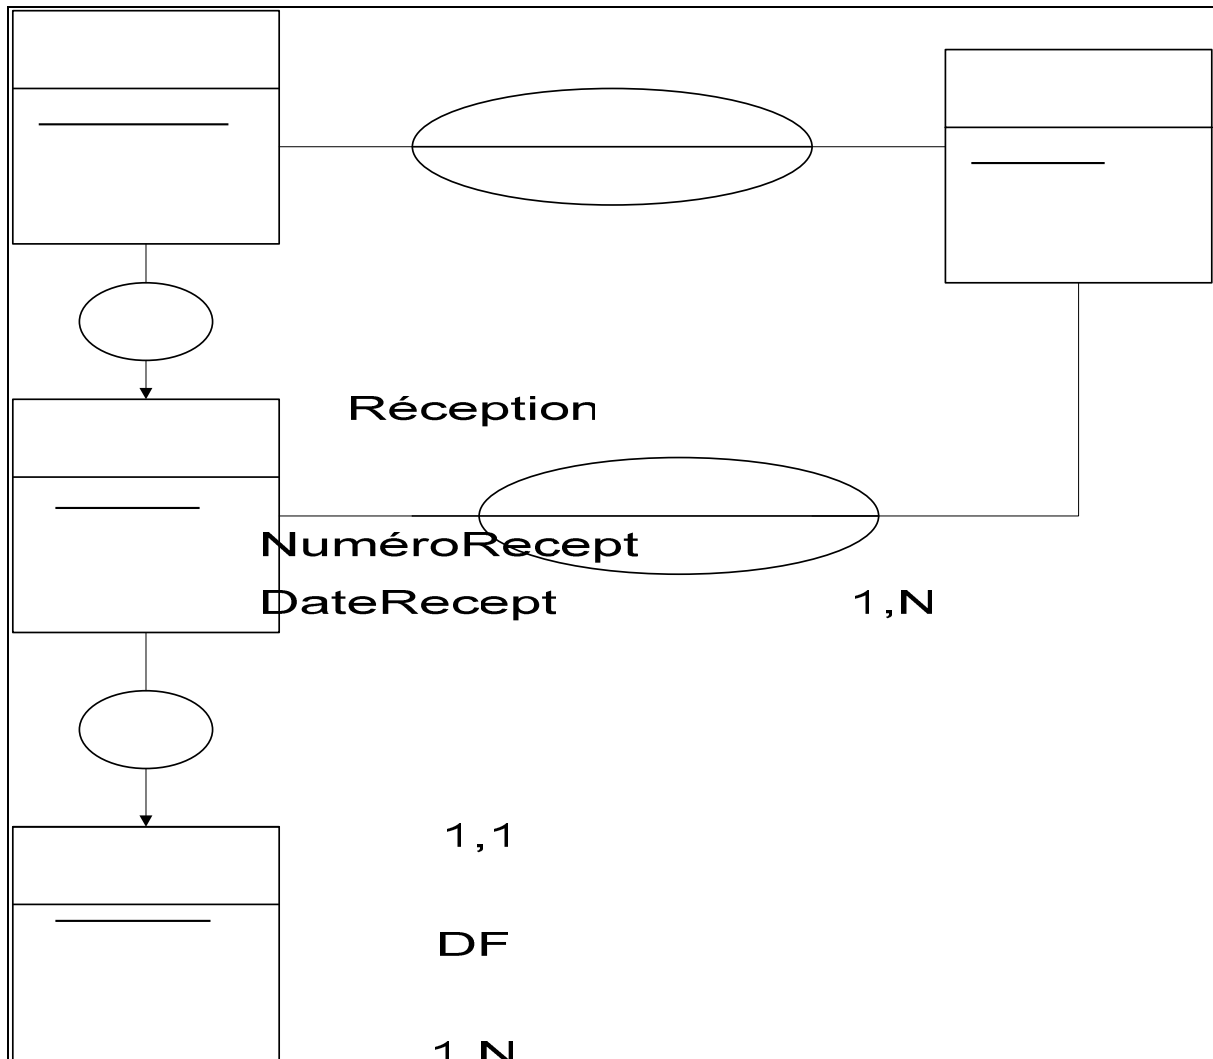 Réception
NuméroRecept
DateRecept
1,N
1,1
DF
1,N